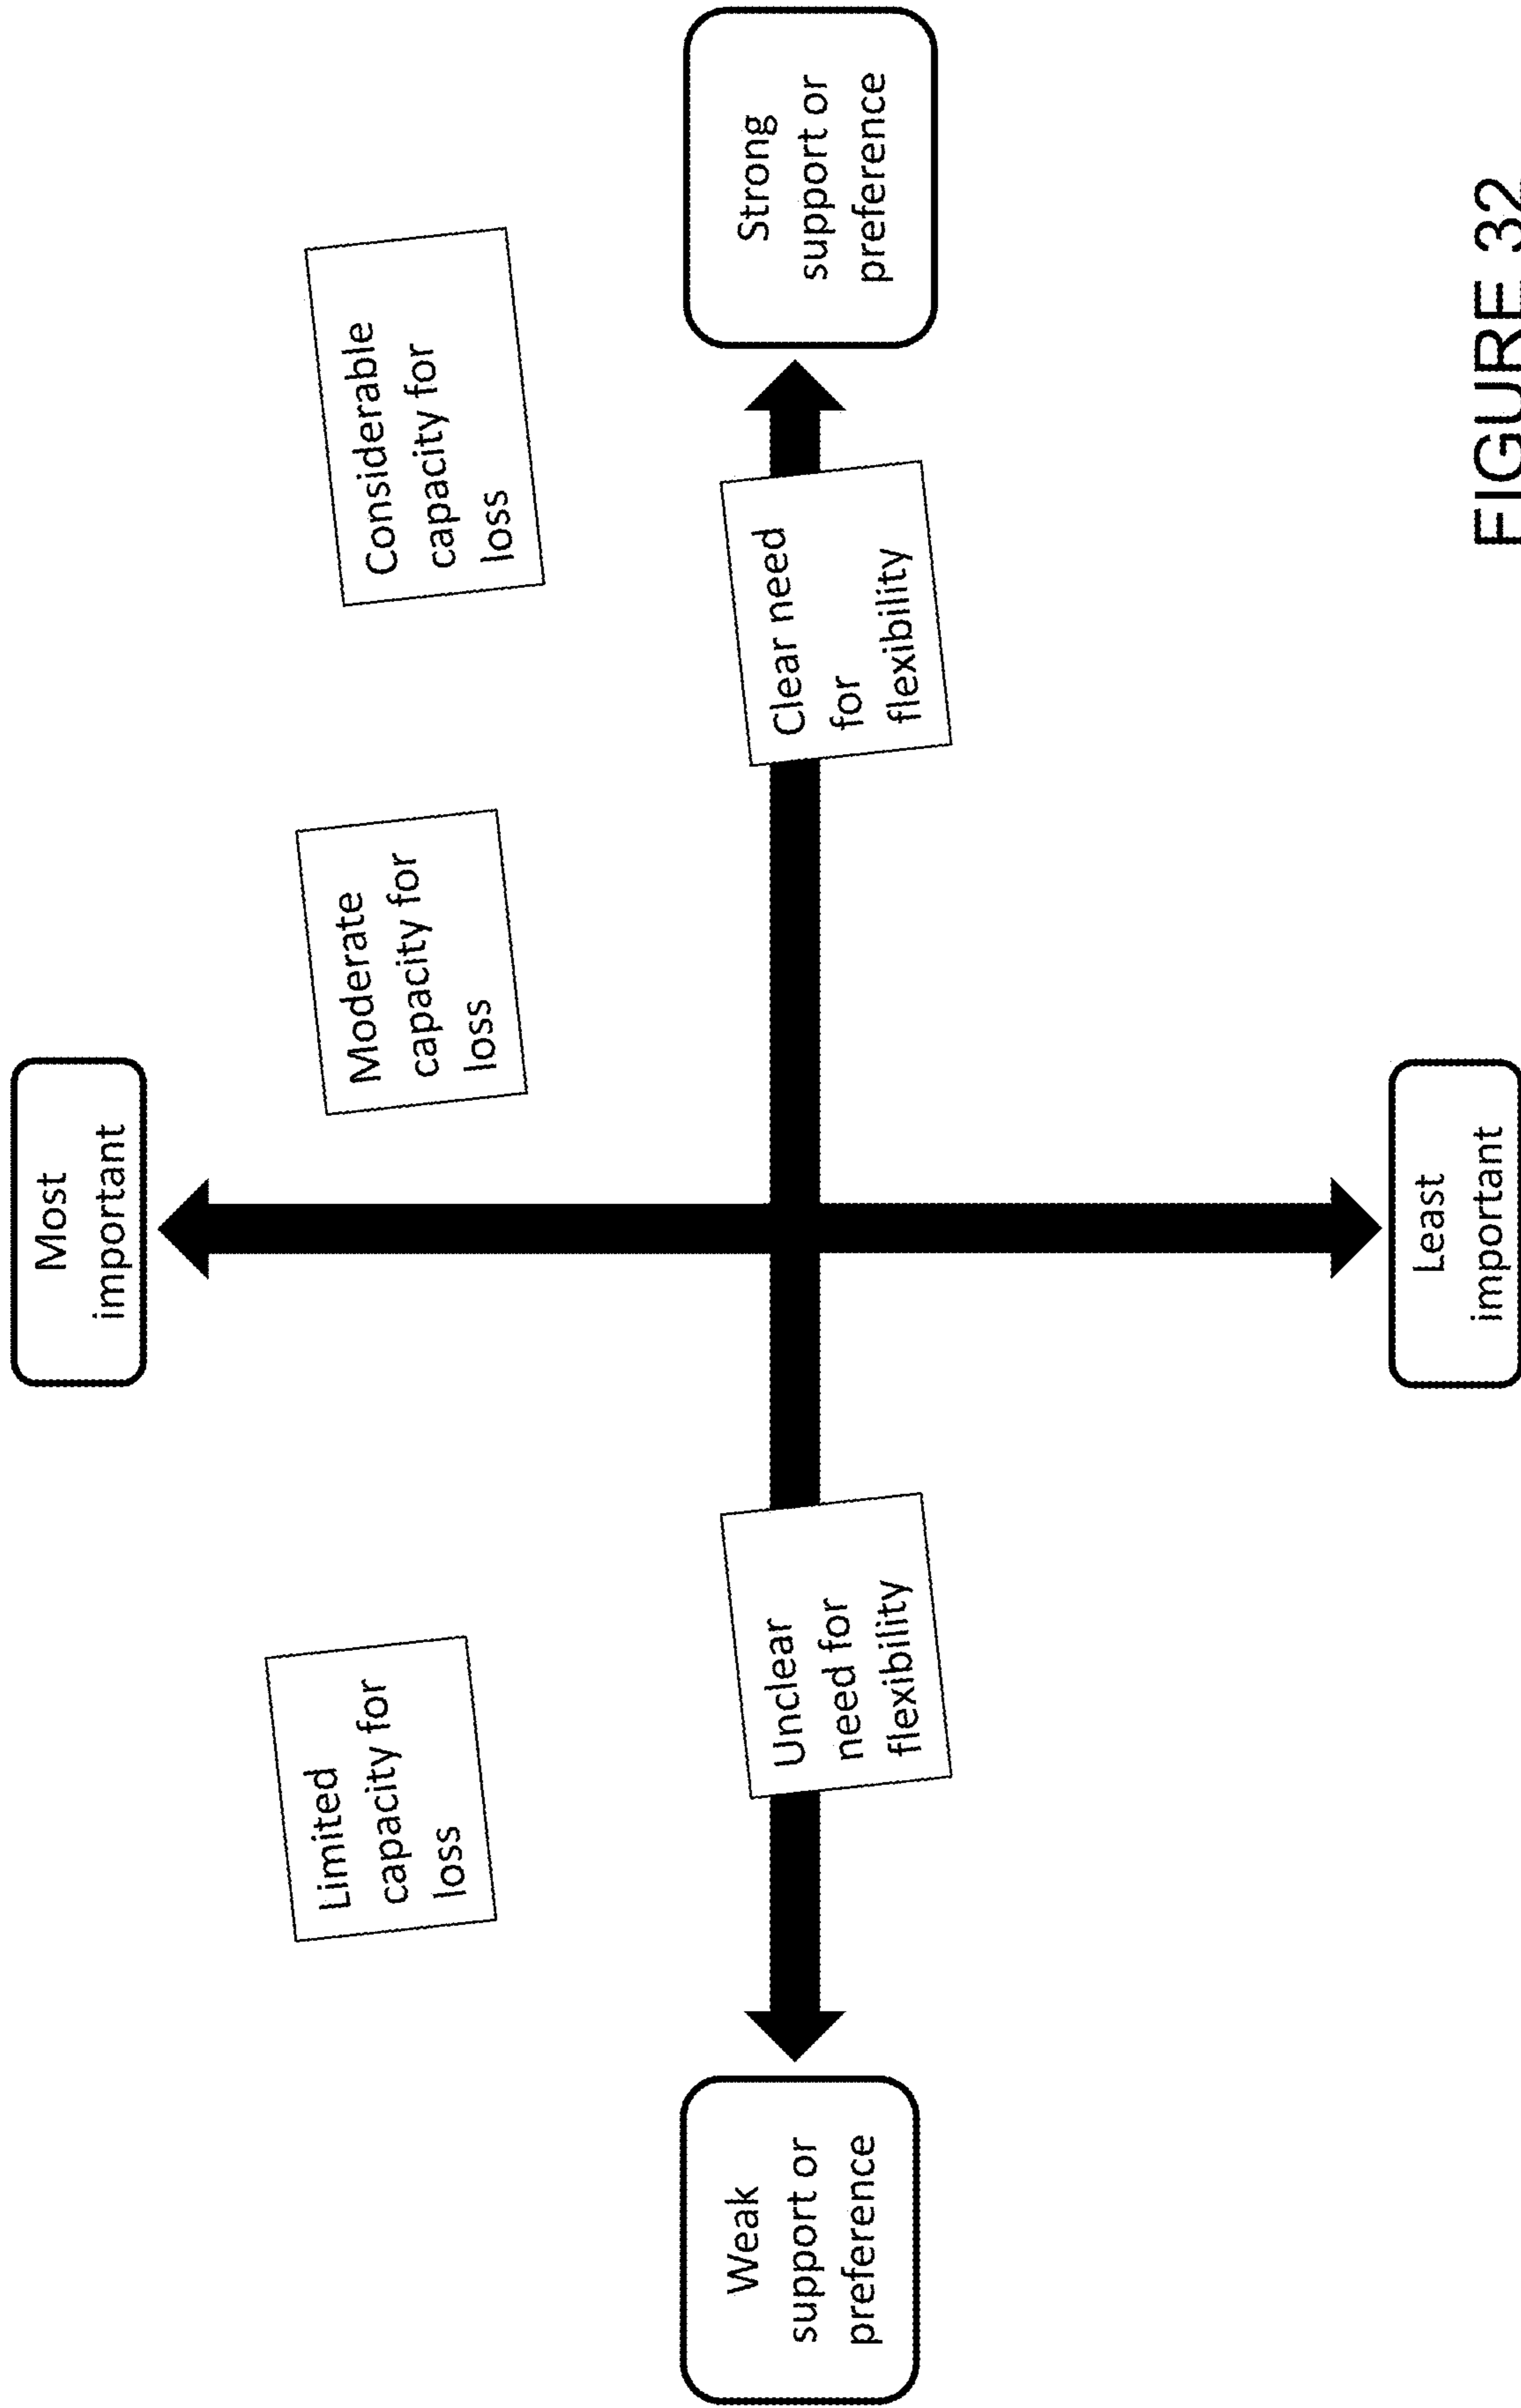 Most
important
Limited
capacity for
loss
Moderate
capacity for
loss
Considerable
capacity for
loss
Weak
support or
preference
Unclear
need for
flexibility
Clear need
for
flexibility
Strong
support or
preference
Least
important
FIGURE 32